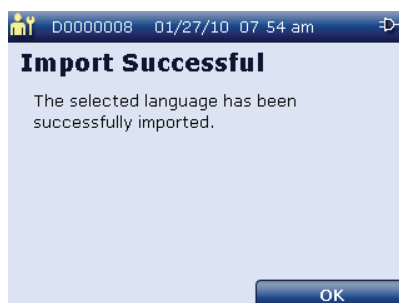 D0000008 01/27/10 07 54 am
Import Successful
The selected language has been
successfully imported.
OK